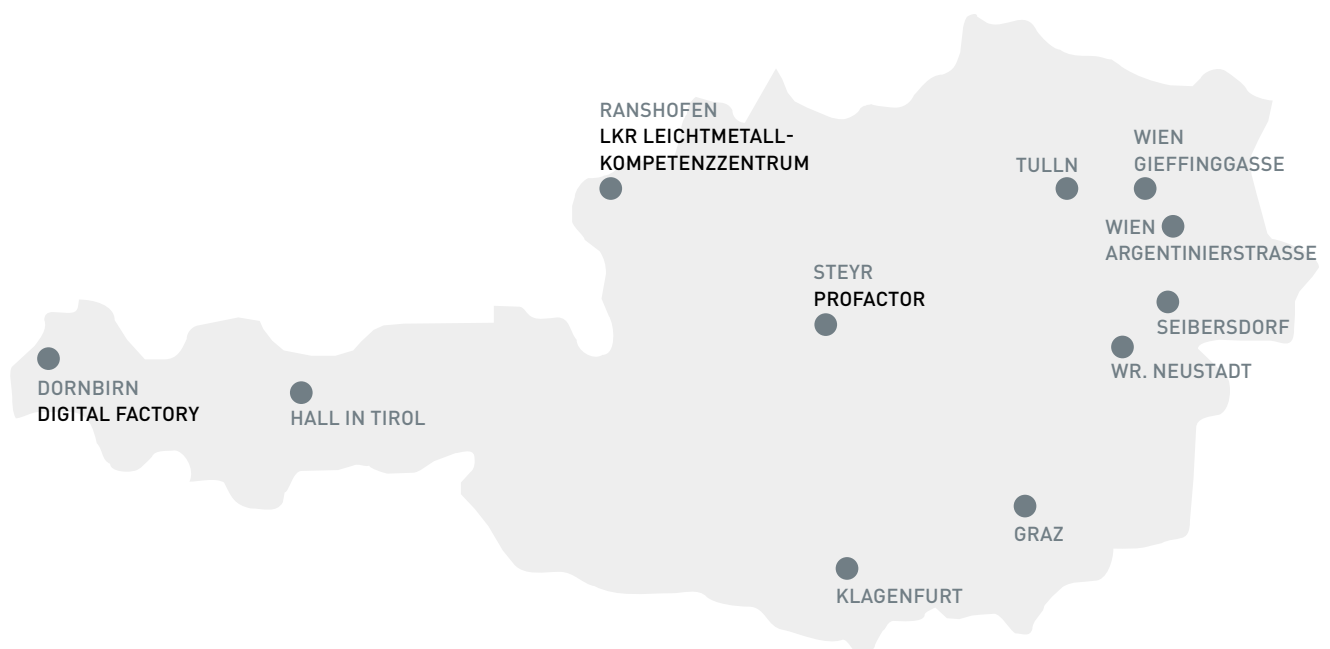 RANSHOFEN
LKR LEICHTMETALL-
KOMPETENZZENTRUM
WIEN
GIEFFINGGASSE
TULLN
WIEN
ARGENTINIERSTRASSE
STEYR
PROFACTOR
SEIBERSDORF
WR. NEUSTADT
DORNBIRN
DIGITAL FACTORY
HALL IN TIROL
GRAZ
KLAGENFURT